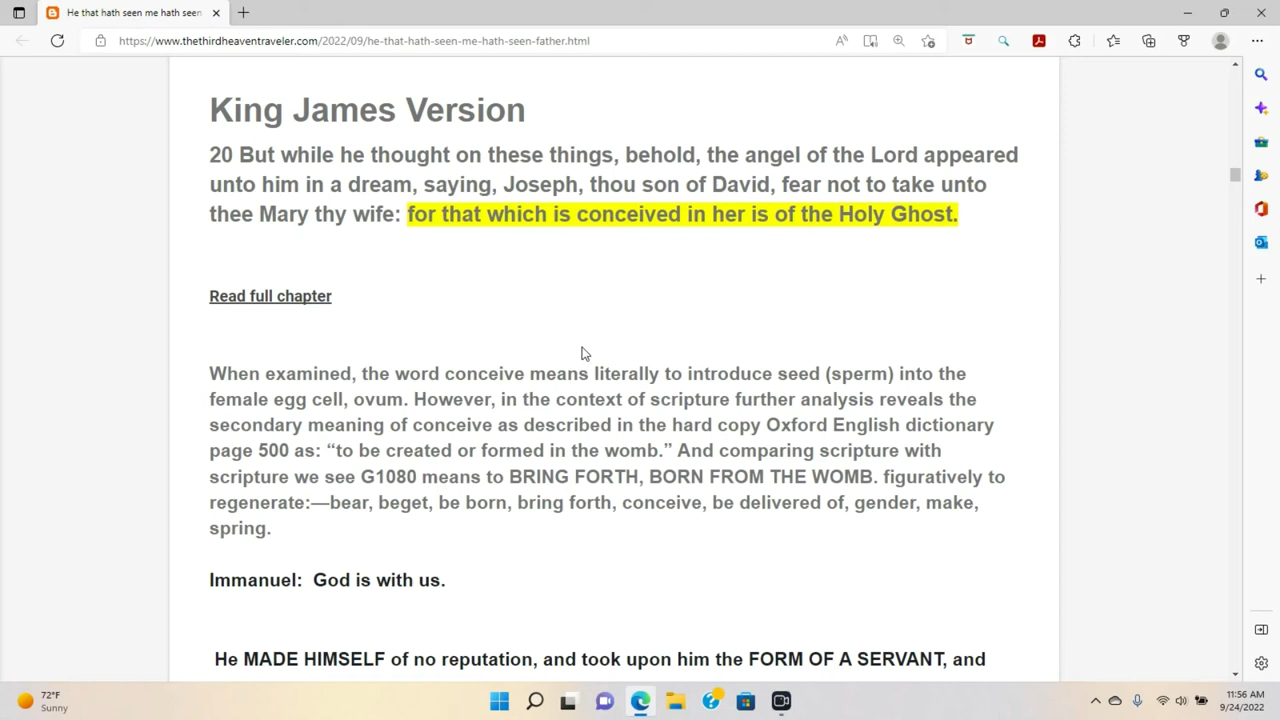 He that hath seen me hath seen
https://www.thethirdheaventraveler.com/2022/09/he-that-hath-seen-me-hath-seen-father.html
King James Version
20 But while he thought on these things, behold, the angel of the Lord appeared
unto him in a dream, saying, Joseph, thou son of David, fear not to take unto
thee Mary thy wife: for that which is conceived in her is of the Holy Ghost.
Read full chapter
When examined, the word conceive means literally to introduce seed (sperm) into the
female egg cell, ovum. However, in the context of scripture further analysis reveals the
secondary meaning of conceive as described in the hard copy Oxford English dictionary
page 500 as: “to be created or formed in the womb.” And comparing scripture with
scripture we see G1080 means to BRING FORTH, BORN FROM THE WOMB. figuratively to
regenerate:—bear, beget, be born, bring forth, conceive, be delivered of, gender, make,
spring.
Immanuel: God is with us.
He MADE HIMSELF of no reputation, and took upon him the FORM OF A SERVANT, and
72°F
Sunny
11:56 AM
9/24/2022